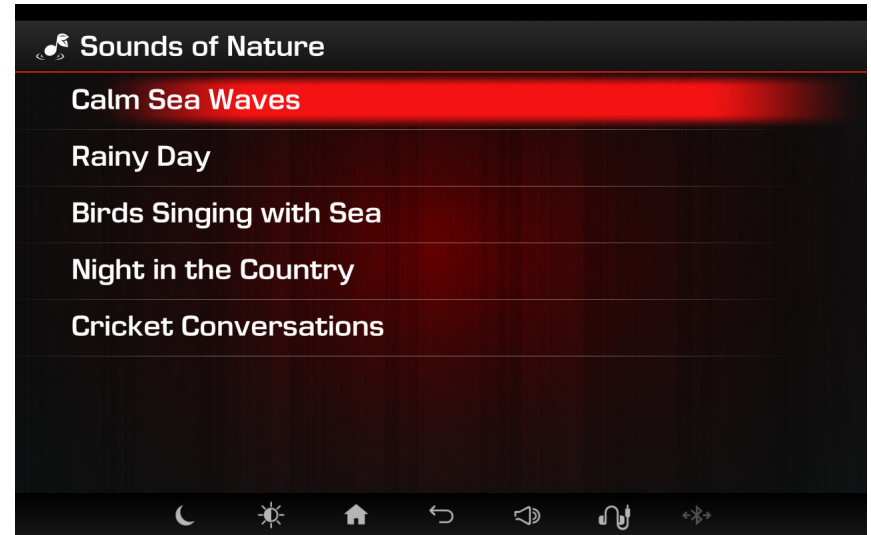 Sounds of Nature
Calm Sea Waves
Rainy Day
Birds Singing with Sea
Night in the Country
Cricket Conversations